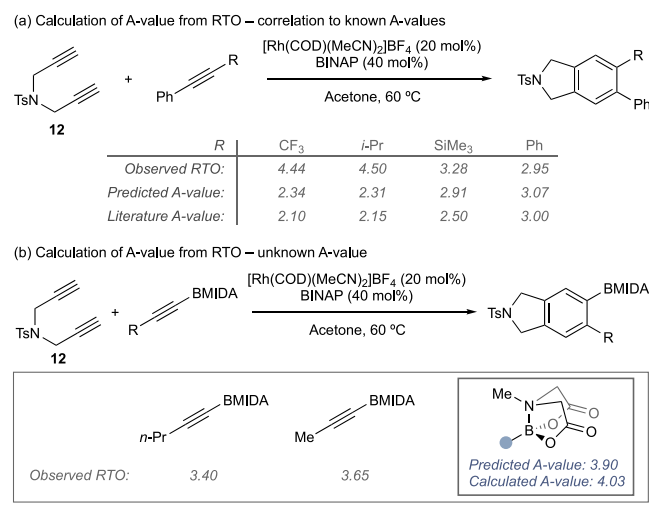 (a) Calculation of A-value from RTO – correlation to known A-values
[Rh(COD)(MeCN)₂]BF₄ (20 mol%)
BINAP (40 mol%)
Acetone, 60 ºC
TsN
12
+
R
Ph
TsN
R
Ph
R CF₃ i-Pr SiMe₃ Ph
Observed RTO: 4.44 4.50 3.28 2.95
Predicted A-value: 2.34 2.31 2.91 3.07
Literature A-value: 2.10 2.15 2.50 3.00
(b) Calculation of A-value from RTO – unknown A-value
[Rh(COD)(MeCN)₂]BF₄ (20 mol%)
BINAP (40 mol%)
Acetone, 60 ºC
TsN
12
+
BMIDA
R
TsN
BMIDA
R
BMIDA
n-Pr
BMIDA
Me
Observed RTO: 3.40 3.65
Me
N
O
O
B
O
O
Predicted A-value: 3.90
Calculated A-value: 4.03